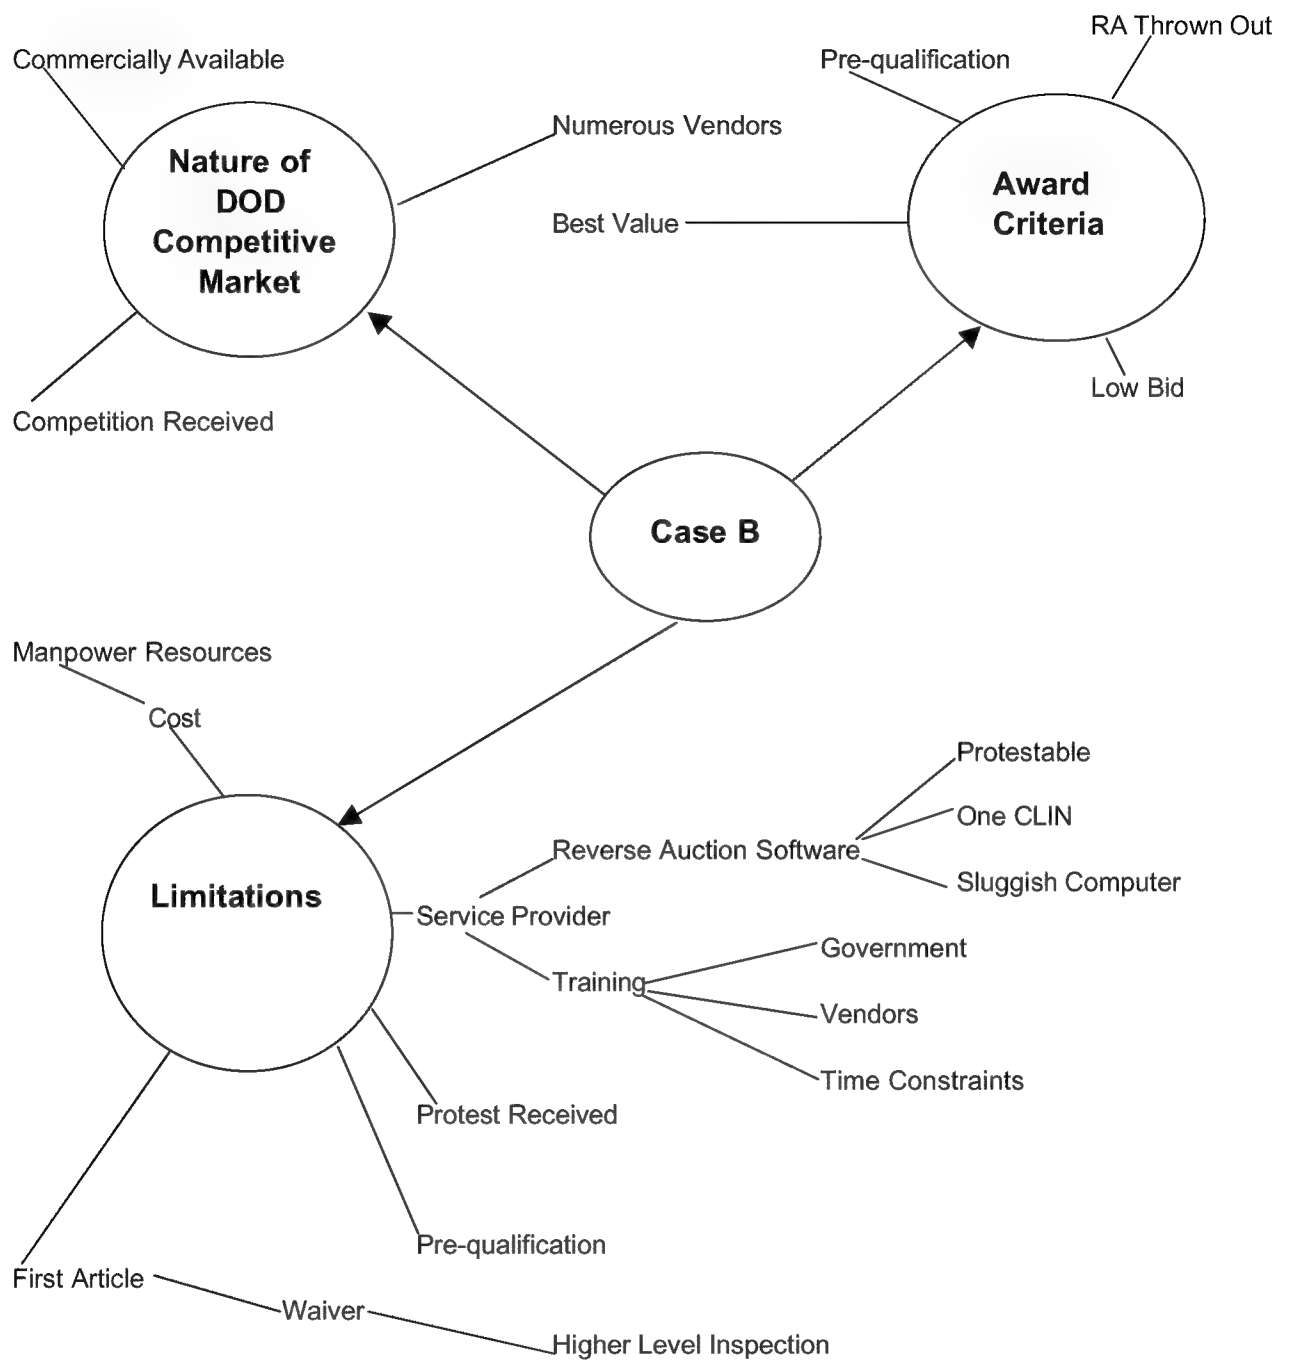 RA Thrown Out
Commercially Available
Pre-qualification
Numerous Vendors
Nature of
DOD
Competitive
Market
Award
Criteria
Best Value
Low Bid
Competition Received
Case B
Manpower Resources
Cost
Protestable
One CLIN
Reverse Auction Software
Sluggish Computer
Limitations
Service Provider
Government
Training
Vendors
Time Constraints
Protest Received
Pre-qualification
First Article
Waiver
Higher Level Inspection